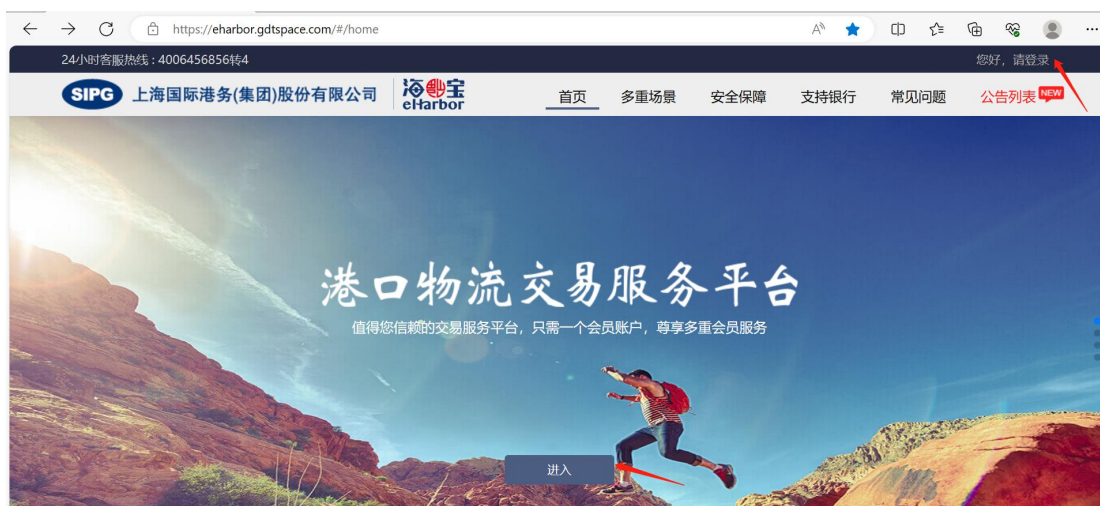 https://eharbor.gdtspace.com/#/home
24小时客服热线：4006456856转4
您好，请登录
SIPG 上海国际港务(集团)股份有限公司 海勃宝 首页 多重场景 安全保障 支持银行 常见问题 公告列表 NEW
eHarbor
港口物流交易服务平台
值得您信赖的交易服务平台，只需一个会员账户，尊享多重会员服务
进入